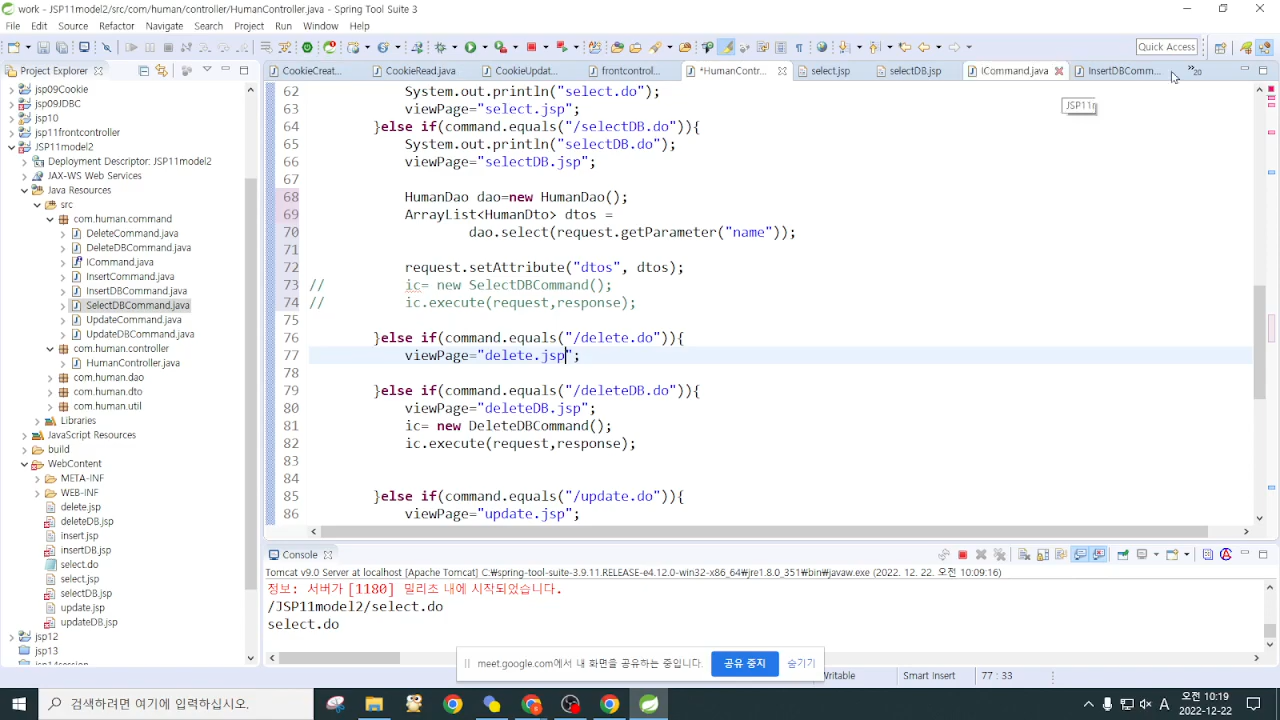 work - JSP11model2/src/com/human/controller/HumanController.java - Spring Tool Suite 3
File Edit Source Refactor Navigate Search Project Run Window Help
Quick Access
Project Explorer
CookieCreat...
CookieRead.java
CookieUpdat...
frontcontrol...
*HumanContr...
select.jsp
selectDB.jsp
ICommand.java
InsertDBComm...
20
JSP11r
jsp08Cookie
jsp09JDBC
jsp10
jsp11frontcontroller
JSP11model2
Deployment Descriptor: JSP11model2
JAX-WS Web Services
Java Resources
src
com.human.command
DeleteCommand.java
DeleteDBCommand.java
ICommand.java
InsertCommand.java
InsertDBCommand.java
SelectDBCommand.java
UpdateCommand.java
UpdateDBCommand.java
com.human.controller
HumanController.java
com.human.dao
com.human.dto
com.human.util
Libraries
JavaScript Resources
build
WebContent
META-INF
WEB-INF
delete.jsp
deleteDB.jsp
insert.jsp
insertDB.jsp
select.do
select.jsp
selectDB.jsp
update.jsp
updateDB.jsp
jsp12
jsp13
jsp14session
62 System.out.println("select.do");
63 viewPage="select.jsp";
64 }else if(command.equals("/selectDB.do")){
65 System.out.println("selectDB.do");
66 viewPage="selectDB.jsp";
67
68 HumanDao dao=new HumanDao();
69 ArrayList<HumanDto> dtos =
70 dao.select(request.getParameter("name"));
71
72 request.setAttribute("dtos", dtos);
73 // ic= new SelectDBCommand();
74 // ic.execute(request,response);
75
76 }else if(command.equals("/delete.do")){
77 viewPage="delete.jsp";
78
79 }else if(command.equals("/deleteDB.do")){
80 viewPage="deleteDB.jsp";
81 ic= new DeleteDBCommand();
82 ic.execute(request,response);
83
84
85 }else if(command.equals("/update.do")){
86 viewPage="update.jsp";
Console
Tomcat v9.0 Server at localhost [Apache Tomcat] C:₩spring-tool-suite-3.9.11.RELEASE-e4.12.0-win32-x86_64₩jre1.8.0_351₩bin₩javaw.exe (2022. 12. 22. 오전 10:09:16)
정보: 서버가 [1180] 밀리초 내에 시작되었습니다.
/JSP11model2/select.do
select.do
meet.google.com에서 내 화면을 공유하는 중입니다.
공유 중지
숨기기
Writable
Smart Insert
77 : 33
검색하려면 여기에 입력하십시오.
A
오전 10:19
2022-12-22